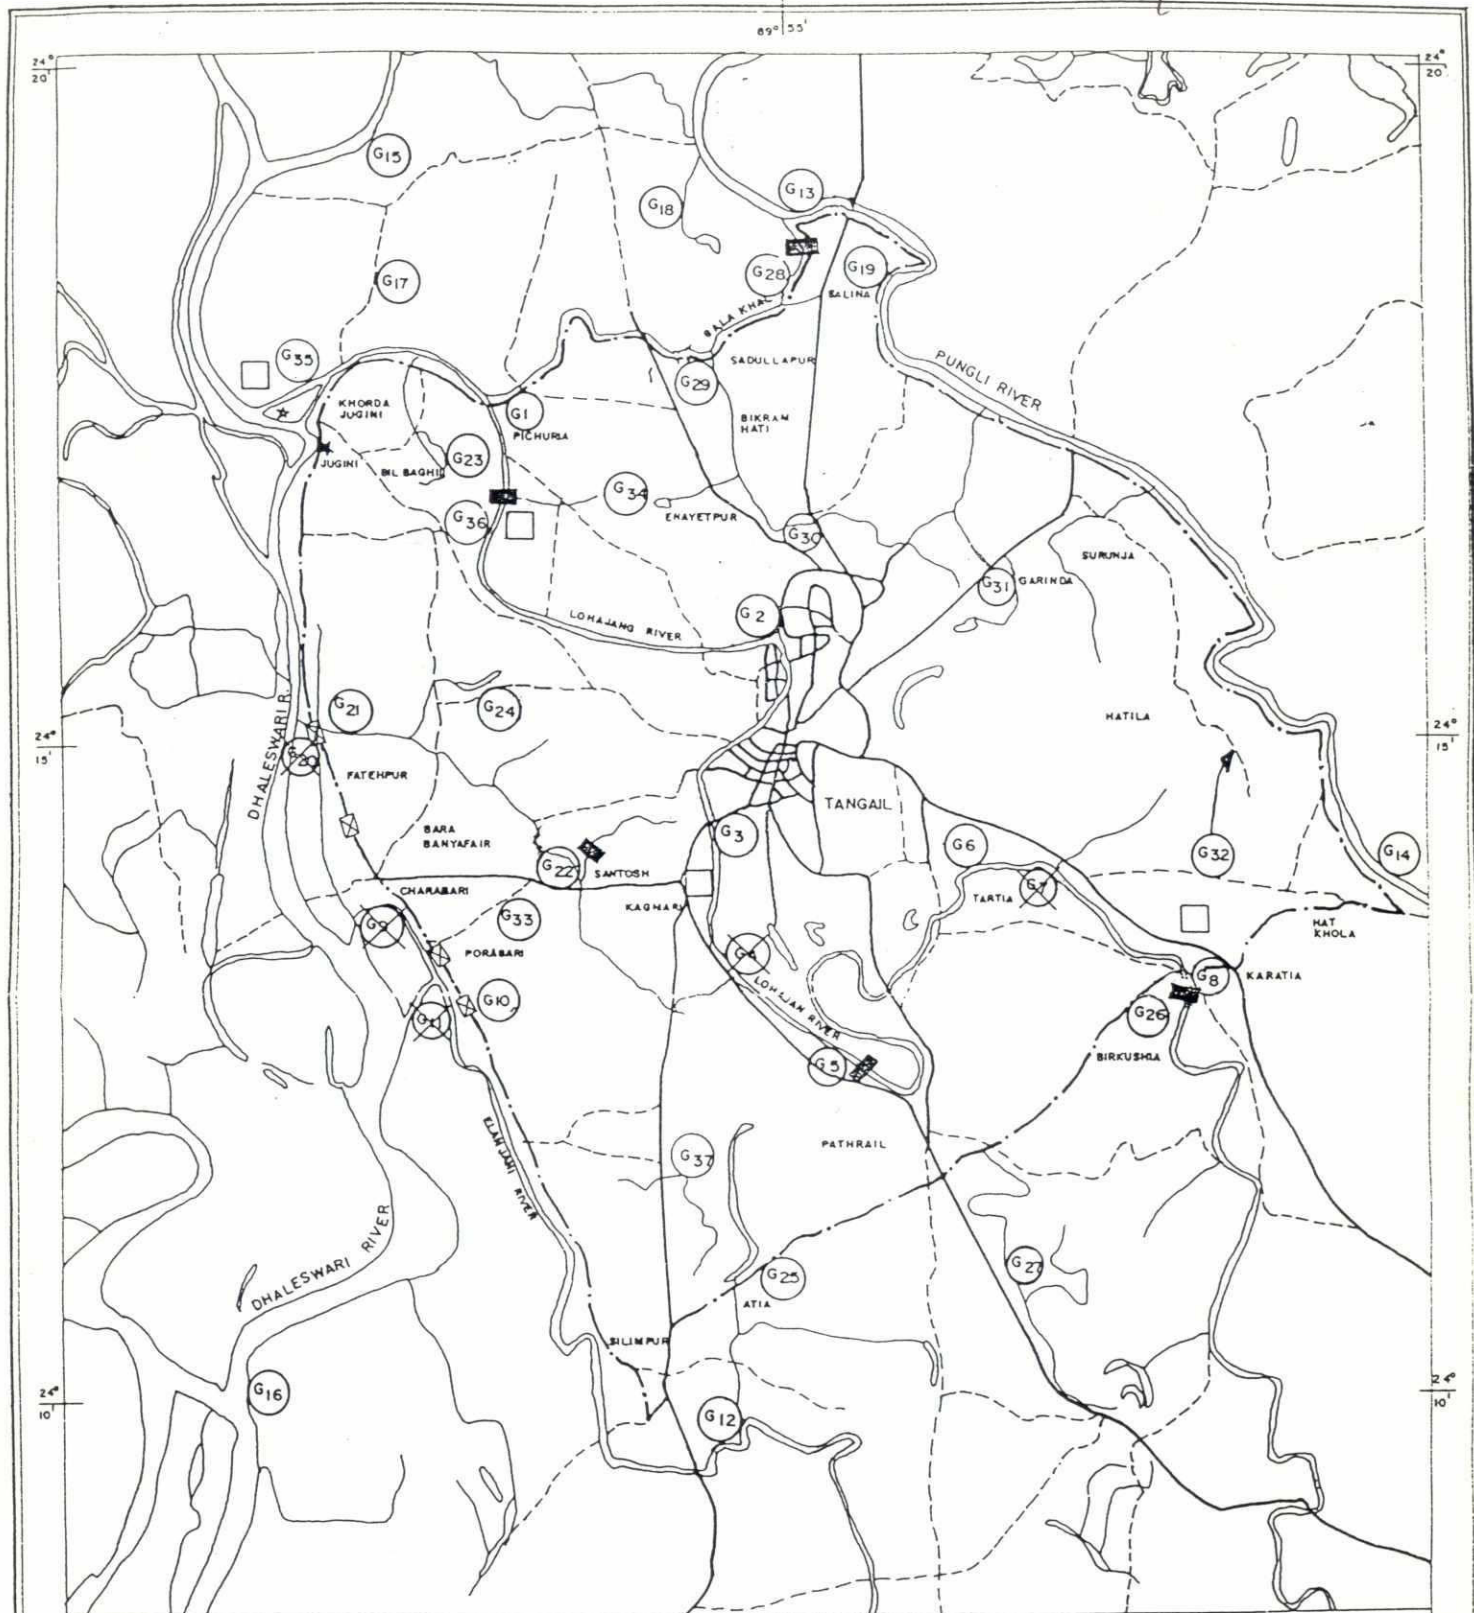 89° 55'
24°
20'
24°
20'
G15
G13
G18
G17
G28
G19
SALINA
BALA KHAL
SADULLAPUR
PUNGLI RIVER
G35
G29
KHORDA
JUGINI
G1
PICHURIA
BIKRAM
HATI
JUGINI
BIL BAGHIL
G23
G34
G36
ENAYETPUR
G30
SURUNJA
G31
GARINDA
G2
LOHAJANG RIVER
G21
G24
HATILA
DHALESWARI R.
24°
15'
24°
15'
G20
FATEHPUR
TANGAIL
BARA
BANYAFAIR
G3
G6
G32
G14
G22
SANTOSH
CHARABARI
KAGMARI
TARTIA
G7
G9
G33
HAT
KHOLA
PORABARI
G4
G8
KARATIA
G10
G11
LOHAJAN RIVER
G26
BIRKUSHIA
G5
ELANJANI RIVER
PATHRAIL
G37
DHALESWARI RIVER
G25
G27
ATIA
SILIMPUR
24°
10'
24°
10'
G16
G12